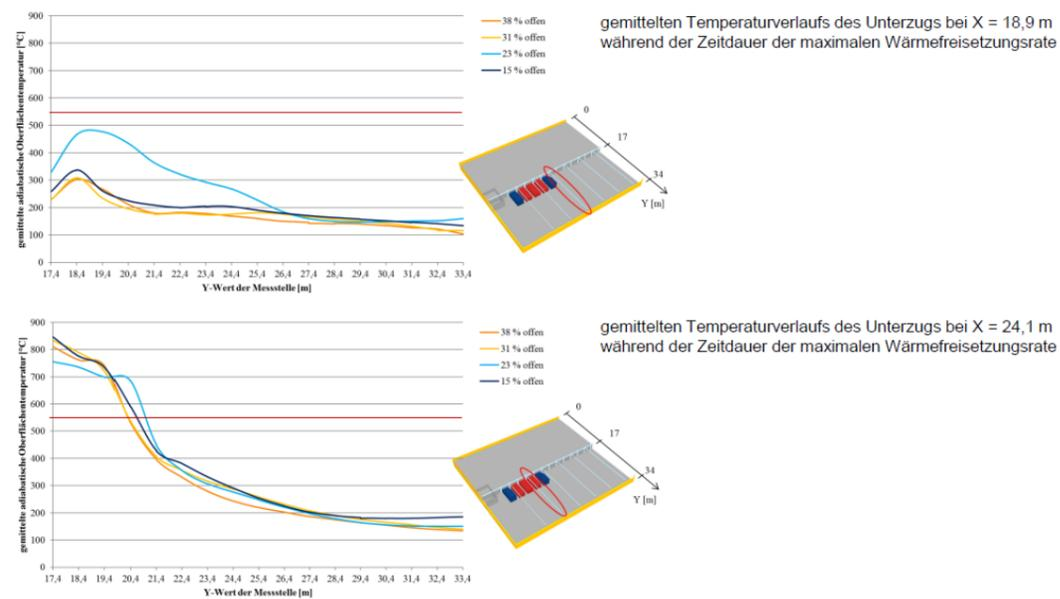 gemittelten Temperaturverlaufs des Unterzugs bei X = 18,9 m
während der Zeitdauer der maximalen Wärmefreisetzungsrate
gemittelte adiabatische Oberflächentemperatur [°C]
900
800
700
600
500
400
300
200
100
0
17,4 18,4 19,4 20,4 21,4 22,4 23,4 24,4 25,4 26,4 27,4 28,4 29,4 30,4 31,4 32,4 33,4
Y-Wert der Messstelle [m]
38 % offen
31 % offen
23 % offen
15 % offen
0
17
34
Y [m]
gemittelten Temperaturverlaufs des Unterzugs bei X = 24,1 m
während der Zeitdauer der maximalen Wärmefreisetzungsrate
gemittelte adiabatische Oberflächentemperatur [°C]
900
800
700
600
500
400
300
200
100
0
17,4 18,4 19,4 20,4 21,4 22,4 23,4 24,4 25,4 26,4 27,4 28,4 29,4 30,4 31,4 32,4 33,4
Y-Wert der Messstelle [m]
38 % offen
31 % offen
23 % offen
15 % offen
0
17
34
Y [m]